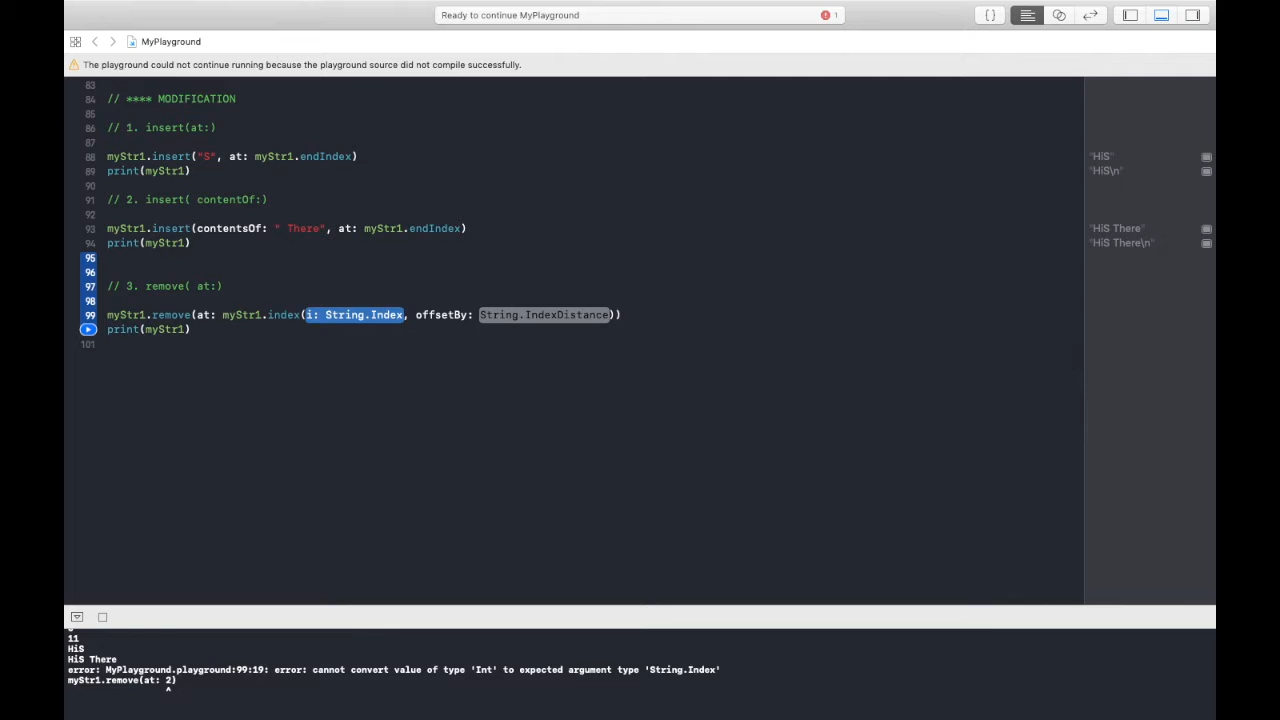 Ready to continue MyPlayground
1
{ }
MyPlayground
The playground could not continue running because the playground source did not compile successfully.
83
84 // **** MODIFICATION
85
86 // 1. insert(at:)
87
88 myStr1.insert("S", at: myStr1.endIndex) "HiS"
89 print(myStr1) "HiS\n"
90
91 // 2. insert( contentOf:)
92
93 myStr1.insert(contentsOf: " There", at: myStr1.endIndex) "HiS There"
94 print(myStr1) "HiS There\n"
95
96
97 // 3. remove( at:)
98
99 myStr1.remove(at: myStr1.index(i: String.Index, offsetBy: String.IndexDistance))
print(myStr1)
101
11
HiS
HiS There
error: MyPlayground.playground:99:19: error: cannot convert value of type 'Int' to expected argument type 'String.Index'
myStr1.remove(at: 2)
^